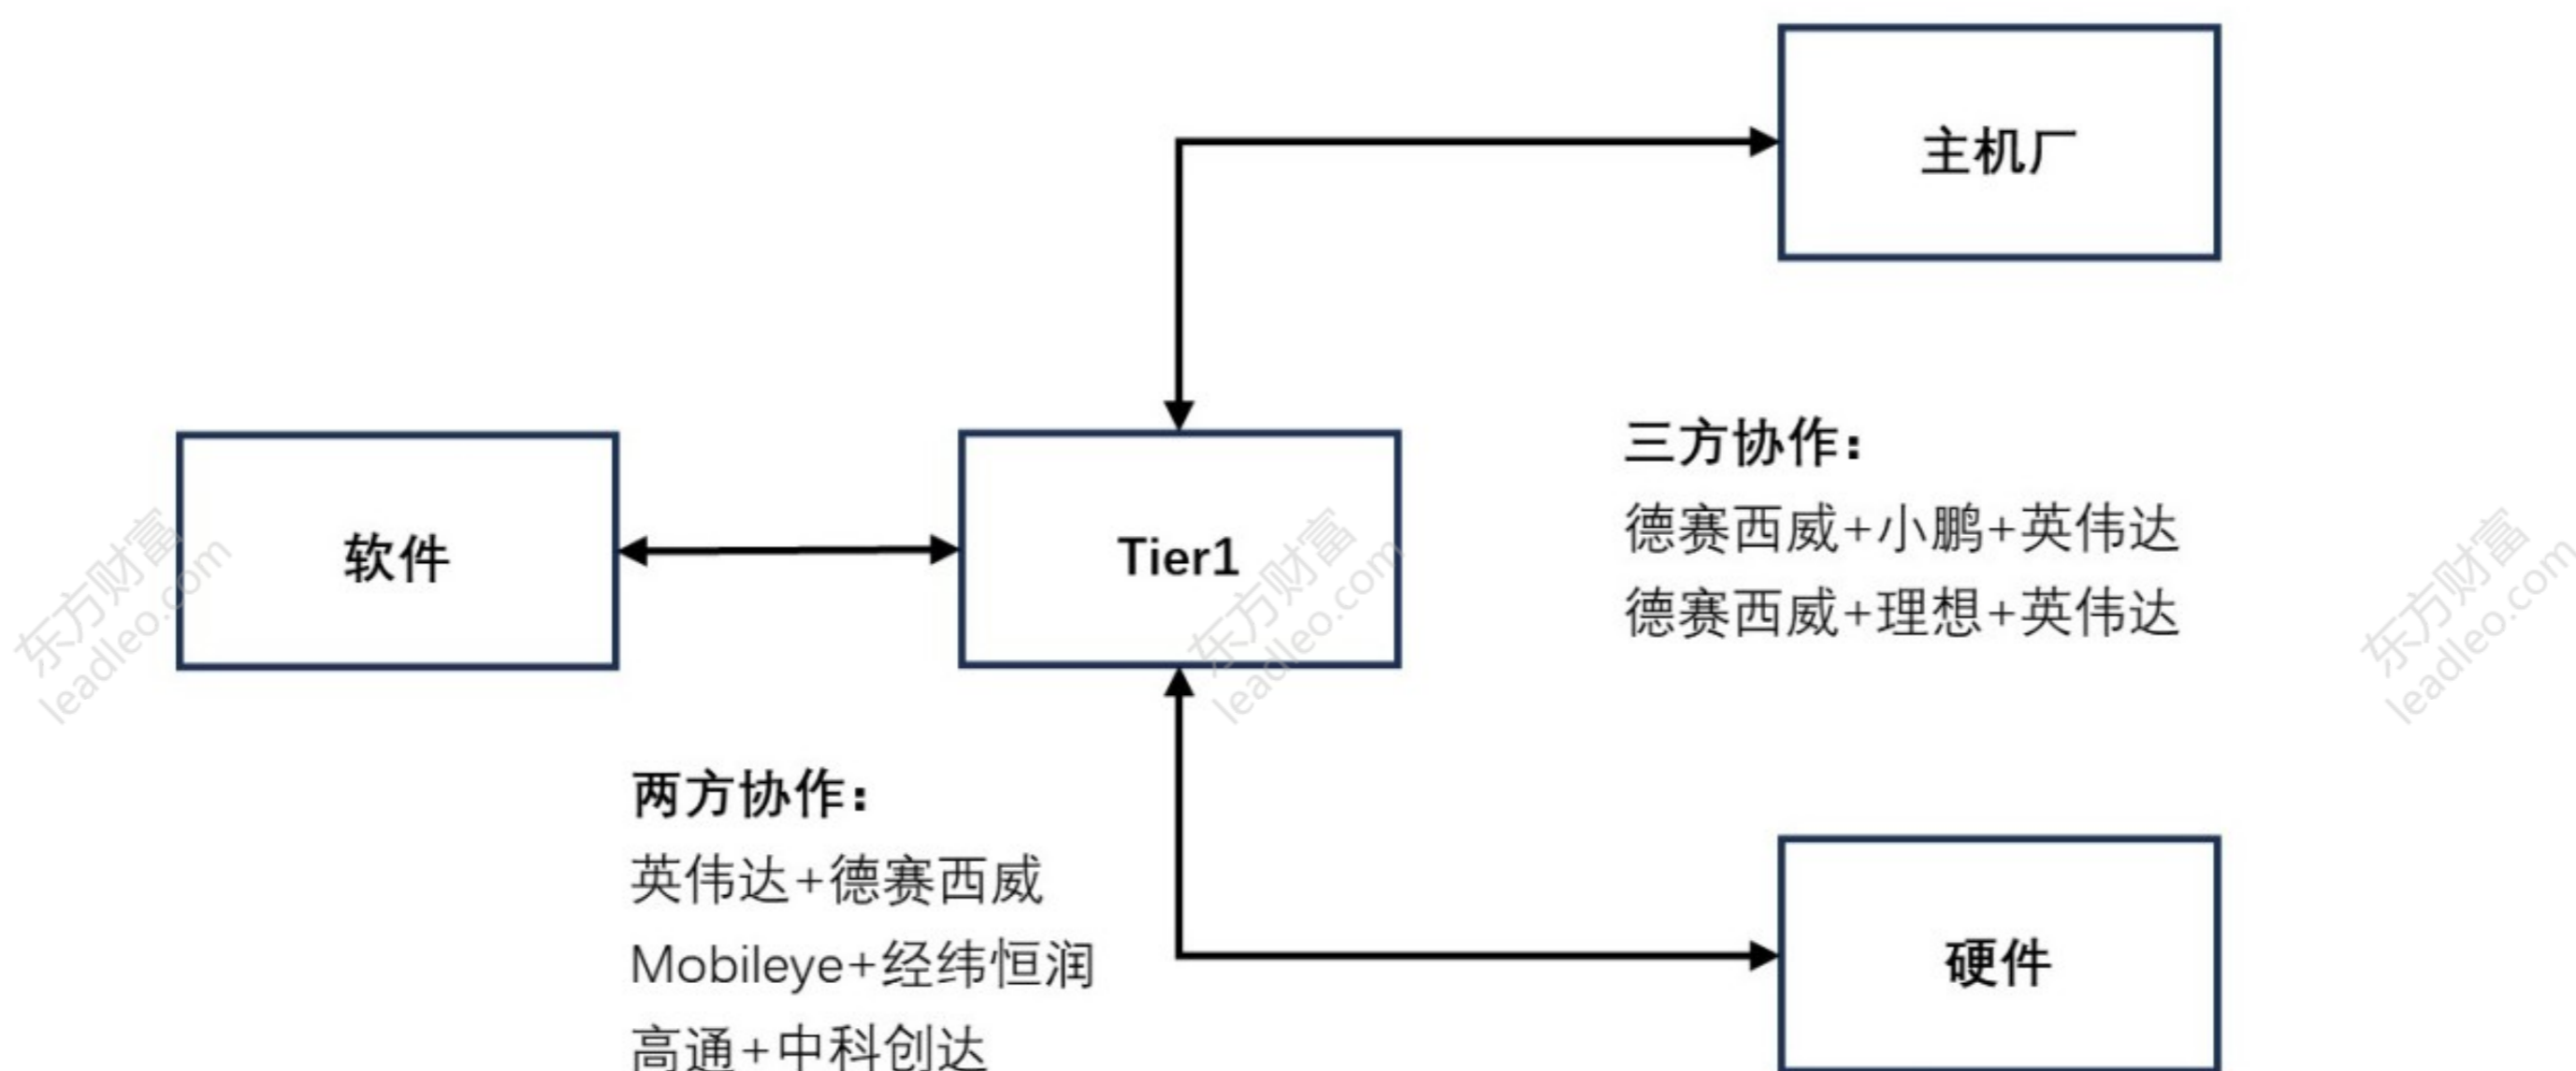 主机厂
三方协作：
德赛西威+小鹏+英伟达
德赛西威+理想+英伟达
软件
Tier1
两方协作：
英伟达+德赛西威
Mobileye+经纬恒润
高通+中科创达
硬件
东方财富
leadleo.com
东方财富
leadleo.com
东方财富
leadleo.com